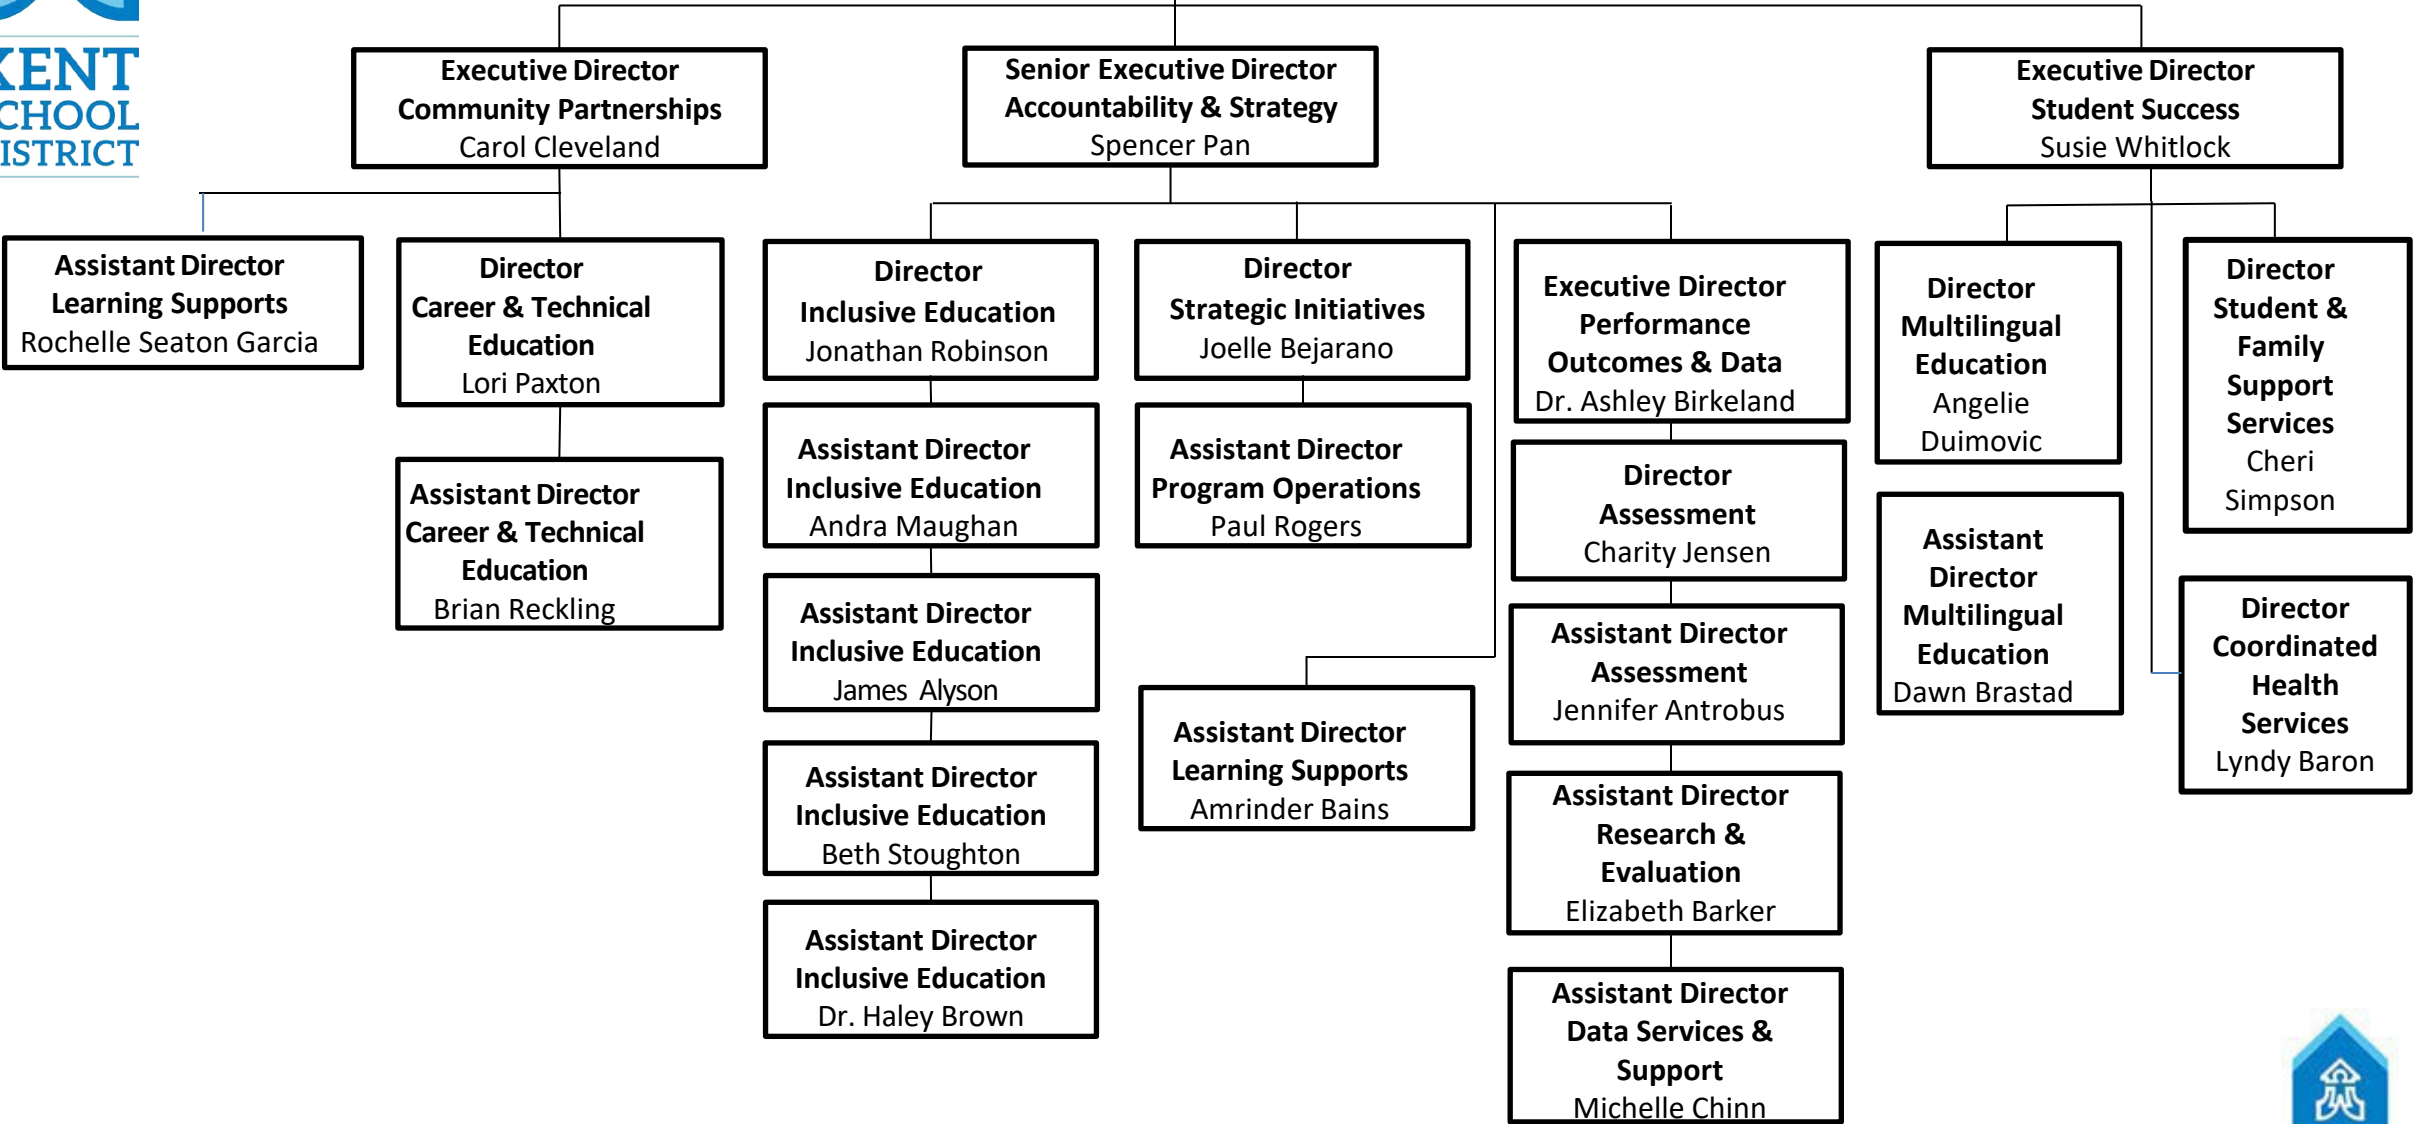 KENT
SCHOOL
DISTRICT
Executive Director
Community Partnerships
Carol Cleveland
Senior Executive Director
Accountability & Strategy
Spencer Pan
Executive Director
Student Success
Susie Whitlock
Assistant Director
Learning Supports
Rochelle Seaton Garcia
Director
Career & Technical
Education
Lori Paxton
Assistant Director
Career & Technical
Education
Brian Reckling
Director
Inclusive Education
Jonathan Robinson
Assistant Director
Inclusive Education
Andra Maughan
Assistant Director
Inclusive Education
James Alyson
Assistant Director
Inclusive Education
Beth Stoughton
Assistant Director
Inclusive Education
Dr. Haley Brown
Director
Strategic Initiatives
Joelle Bejarano
Assistant Director
Program Operations
Paul Rogers
Assistant Director
Learning Supports
Amrinder Bains
Executive Director
Performance
Outcomes & Data
Dr. Ashley Birkeland
Director
Assessment
Charity Jensen
Assistant Director
Assessment
Jennifer Antrobus
Assistant Director
Research &
Evaluation
Elizabeth Barker
Assistant Director
Data Services &
Support
Michelle Chinn
Director
Multilingual
Education
Angelie
Duimovic
Assistant
Director
Multilingual
Education
Dawn Brastad
Director
Student &
Family
Support
Services
Cheri
Simpson
Director
Coordinated
Health
Services
Lyndy Baron